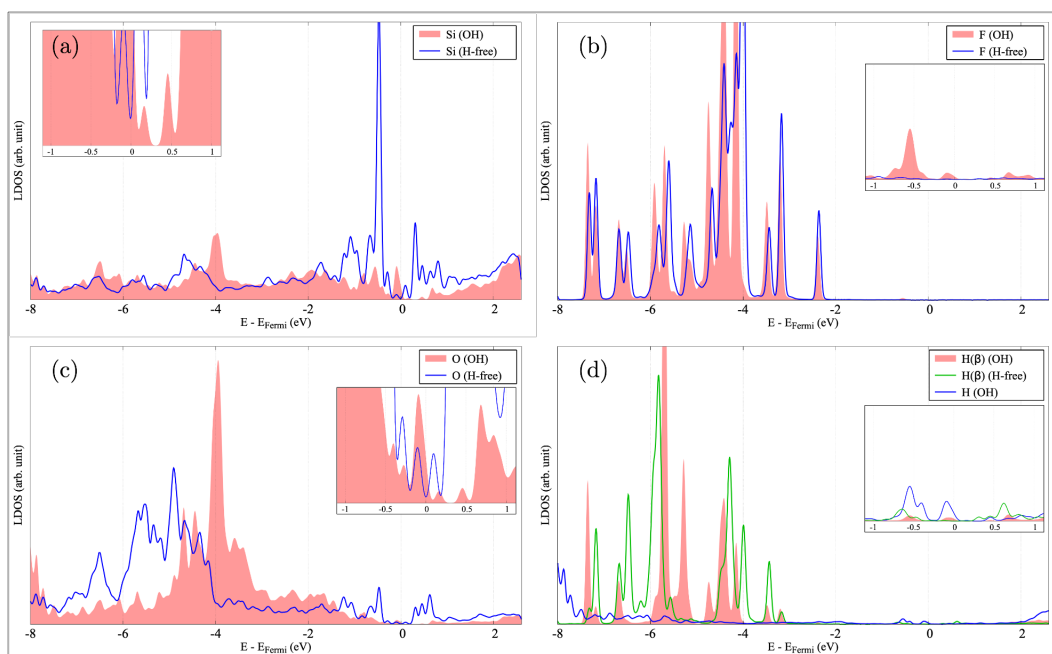 (a)
Si (OH)
Si (H-free)
-1 -0.5 0 0.5 1
LDOS (arb. unit)
-8 -6 -4 -2 0 2
E - E_Fermi (eV)
(b)
F (OH)
F (H-free)
-1 -0.5 0 0.5 1
LDOS (arb. unit)
-8 -6 -4 -2 0 2
E - E_Fermi (eV)
(c)
O (OH)
O (H-free)
-1 -0.5 0 0.5 1
LDOS (arb. unit)
-8 -6 -4 -2 0 2
E - E_Fermi (eV)
(d)
H(β) (OH)
H(β) (H-free)
H (OH)
-1 -0.5 0 0.5 1
LDOS (arb. unit)
-8 -6 -4 -2 0 2
E - E_Fermi (eV)